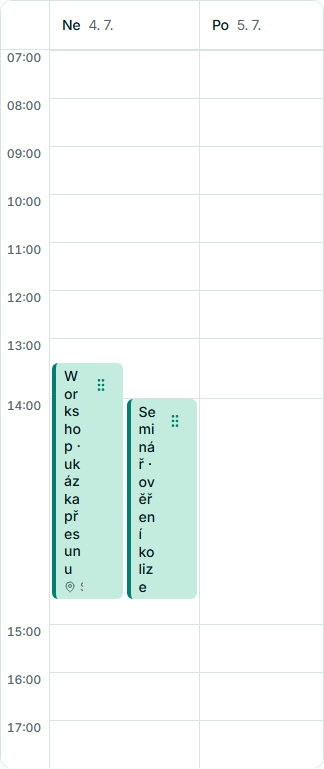 Ne 4. 7.
Po 5. 7.
07:00
08:00
09:00
10:00
11:00
12:00
13:00
14:00
W
or
ks
ho
p ·
uk
áz
ka
př
es
un
u
Se
mi
ná
ř ·
ov
ěř
en
í
ko
liz
e
15:00
16:00
17:00